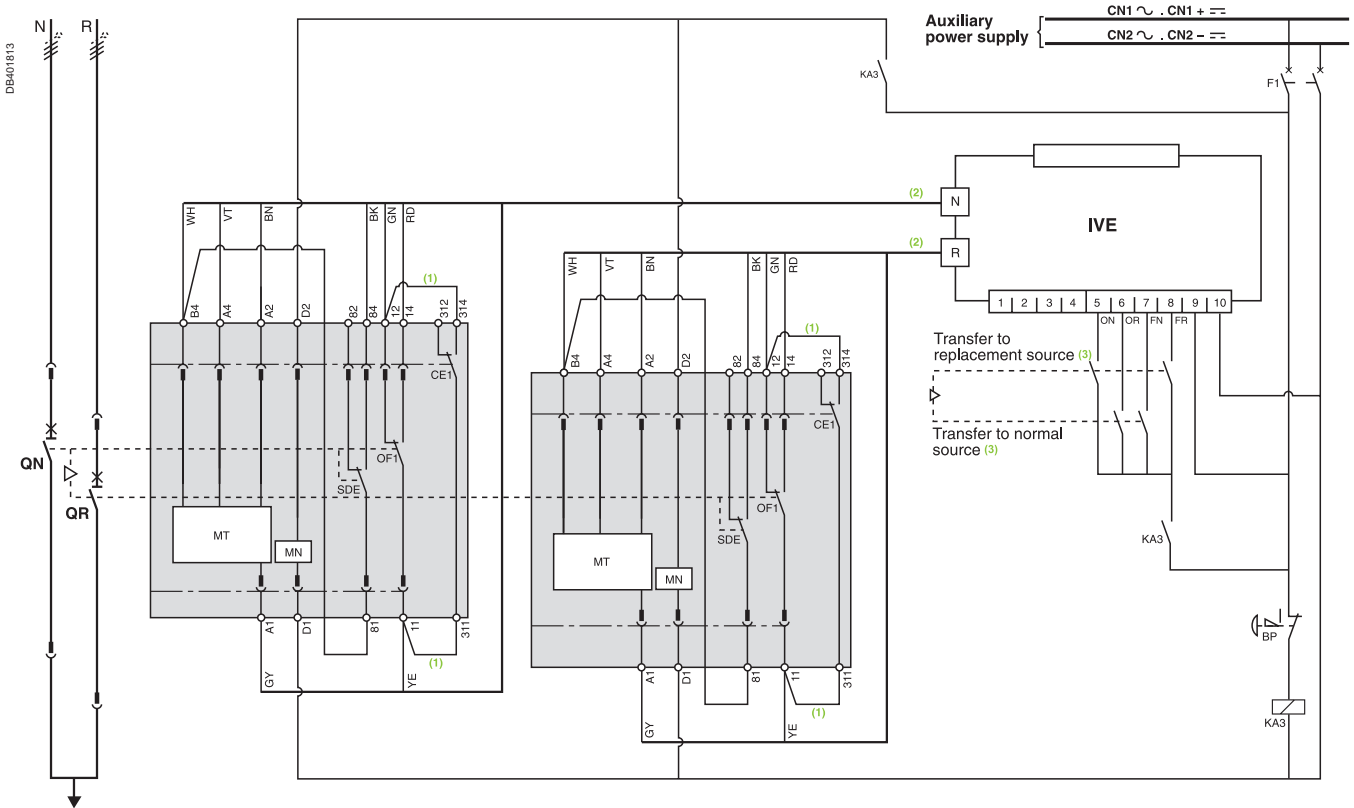 DB401813
N
R
Auxiliary
power supply
CN1 ∿ . CN1 + ⎓
CN2 ∿ . CN2 – ⎓
KA3
F1
(2)
N
IVE
(2)
R
1 2 3 4 5 6 7 8 9 10
ON OR FN FR
WH VT BN BK GN RD
(1)
B4 A4 A2 D2 82 84 12 14 312 314
CE1
OF1
SDE
MT
MN
A1 D1 81 11 311
(1)
GY YE
WH VT BN BK GN RD
(1)
B4 A4 A2 D2 82 84 12 14 312 314
CE1
OF1
SDE
MT
MN
A1 D1 81 11 311
(1)
GY YE
QN
QR
Transfer to
replacement source (3)
Transfer to normal
source (3)
KA3
BP
KA3